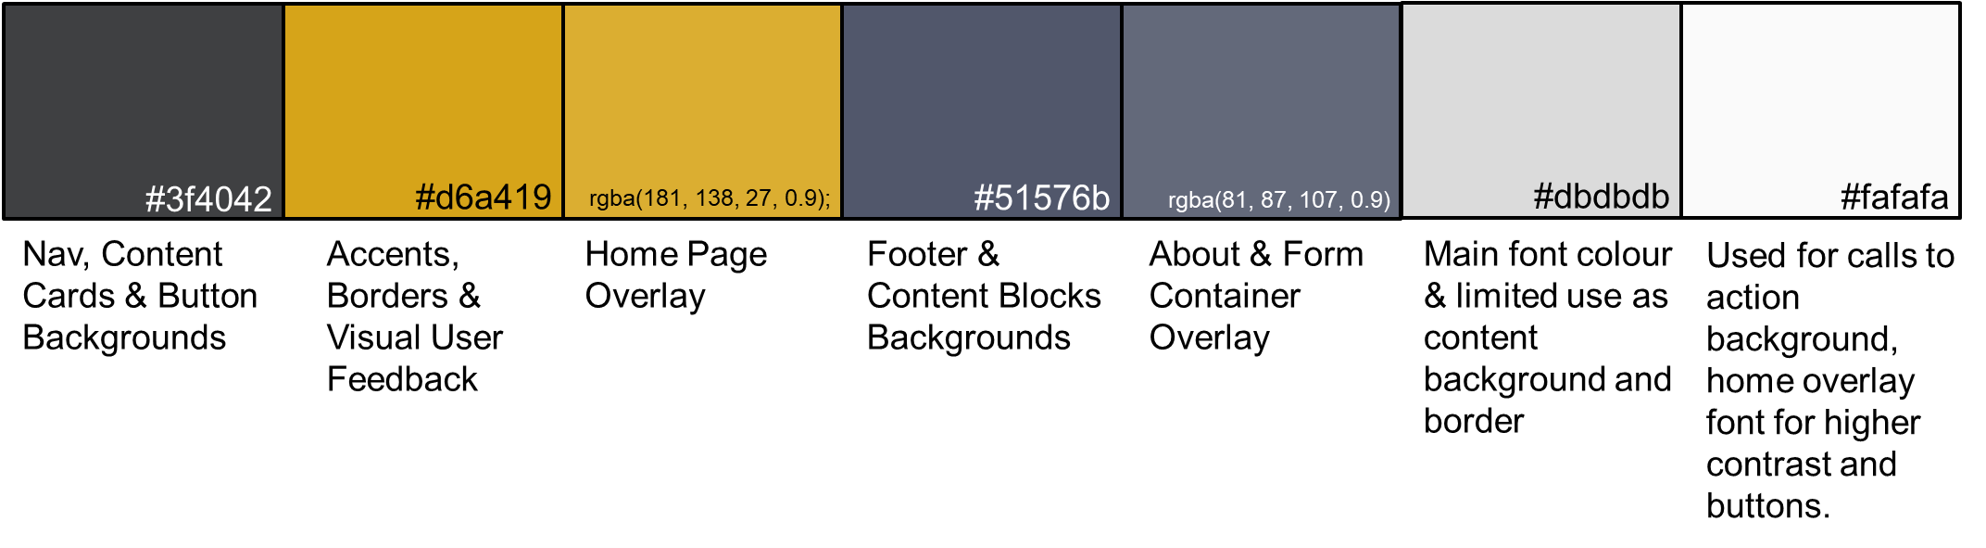 #3f4042
#d6a419
rgba(181, 138, 27, 0.9);
#51576b
rgba(81, 87, 107, 0.9)
#dbdbdb
#fafafa
Nav, Content
Cards & Button
Backgrounds
Accents,
Borders &
Visual User
Feedback
Home Page
Overlay
Footer &
Content Blocks
Backgrounds
About & Form
Container
Overlay
Main font colour
& limited use as
content
background and
border
Used for calls to
action
background,
home overlay
font for higher
contrast and
buttons.